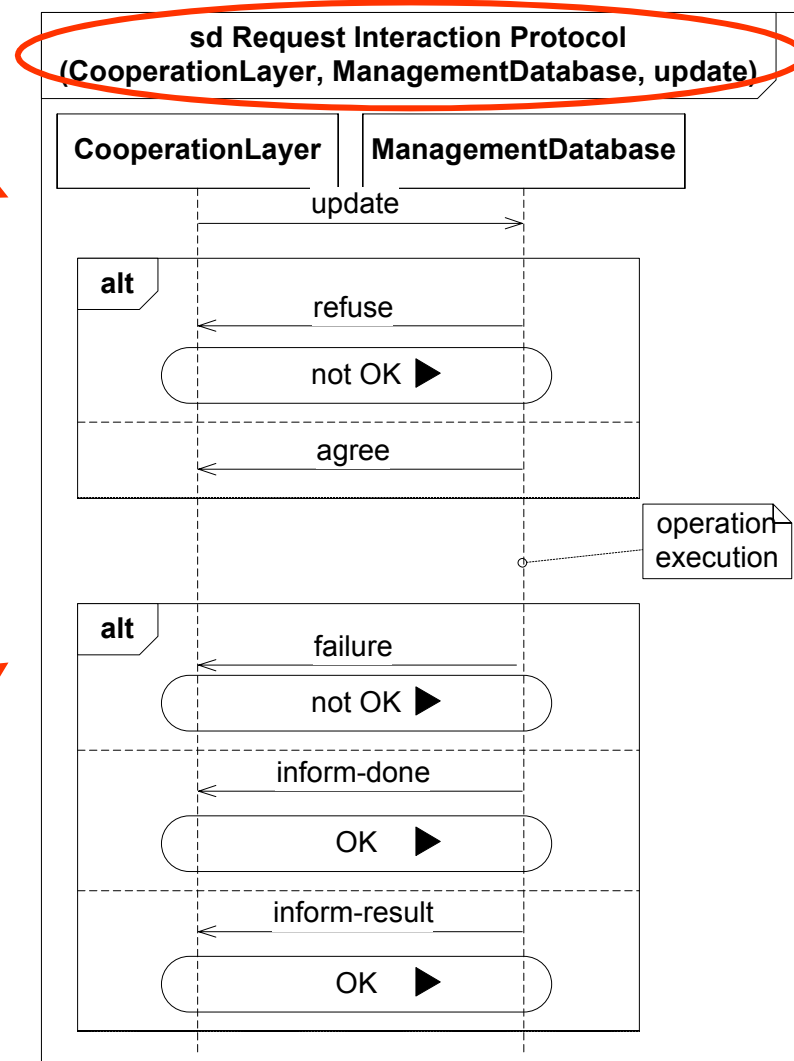 sd Request Interaction Protocol
(CooperationLayer, ManagementDatabase, update)
CooperationLayer
ManagementDatabase
update
alt
refuse
not OK
agree
operation
execution
alt
failure
not OK
inform-done
OK
inform-result
OK